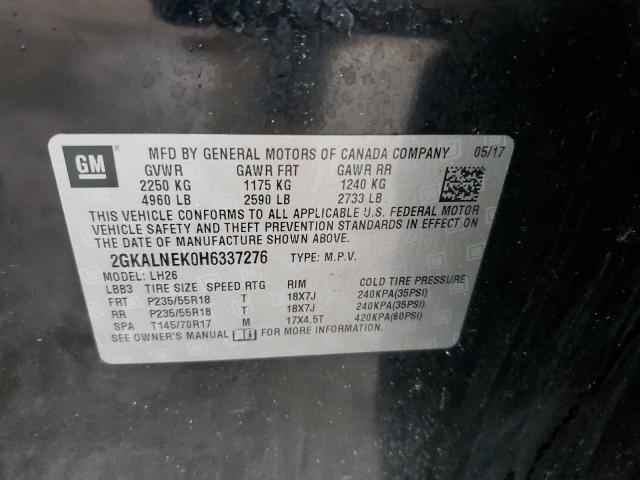 GM
MFD BY GENERAL MOTORS OF CANADA COMPANY 05/17
GVWR GAWR FRT GAWR RR
2250 KG 1175 KG 1240 KG
4960 LB 2590 LB 2733 LB
THIS VEHICLE CONFORMS TO ALL APPLICABLE U.S. FEDERAL MOTOR
VEHICLE SAFETY AND THEFT PREVENTION STANDARDS IN EFFECT ON
THE DATE OF MANUFACTURE SHOWN ABOVE.
2GKALNEK0H6337276 TYPE: M.P.V.
MODEL: LH26
LBB3 TIRE SIZE SPEED RTG RIM COLD TIRE PRESSURE
FRT P235/55R18 T 18X7J 240KPA(35PSI)
RR P235/55R18 T 18X7J 240KPA(35PSI)
SPA T145/70R17 M 17X4.5T 420KPA(60PSI)
SEE OWNER'S MANUAL FOR MORE INFORMATION.